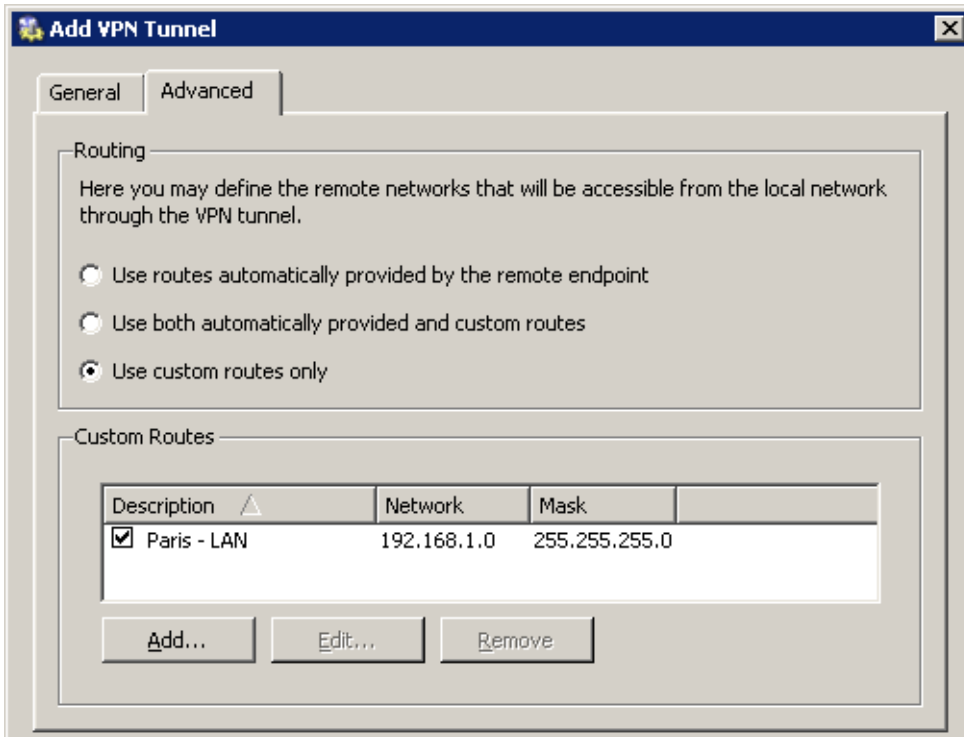 Add VPN Tunnel
General Advanced
Routing
Here you may define the remote networks that will be accessible from the local network
through the VPN tunnel.
Use routes automatically provided by the remote endpoint
Use both automatically provided and custom routes
Use custom routes only
Custom Routes
Description Network Mask
Paris - LAN 192.168.1.0 255.255.255.0
Add... Edit... Remove